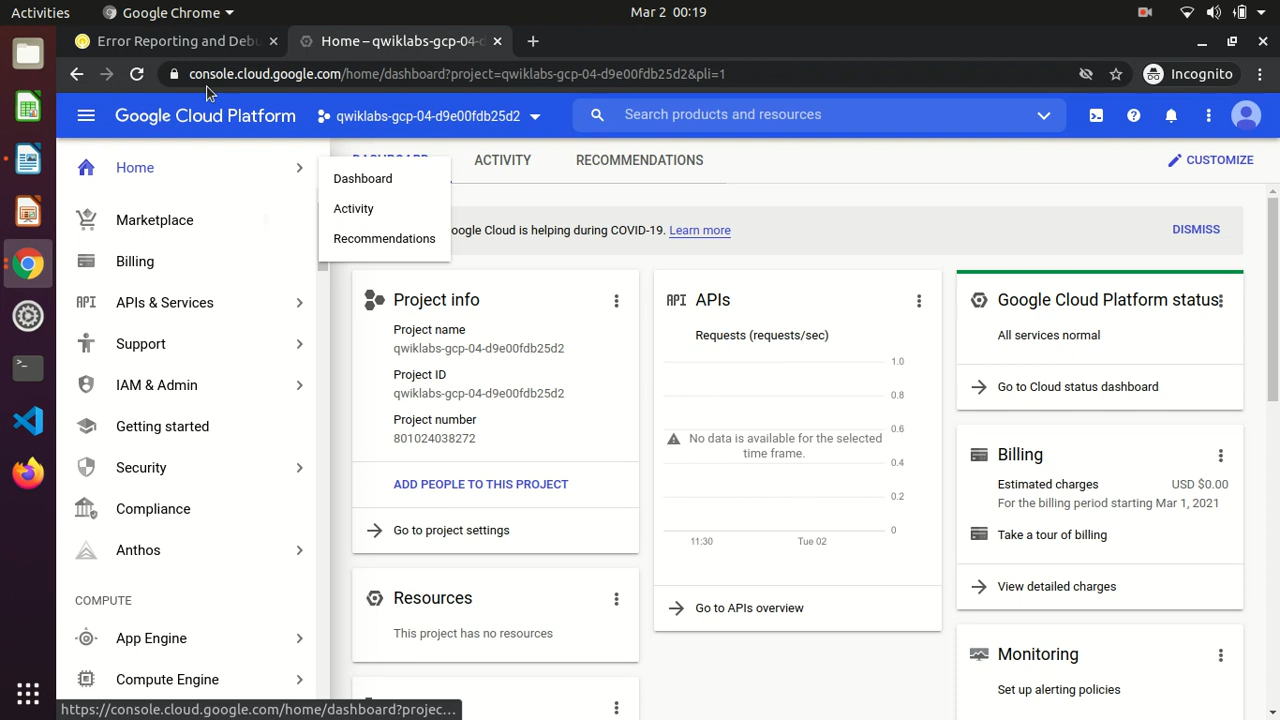 Activities
Google Chrome
Mar 2 00:19
Error Reporting and Debu
Home – qwiklabs-gcp-04-d
console.cloud.google.com/home/dashboard?project=qwiklabs-gcp-04-d9e00fdb25d2&pli=1
Incognito
Google Cloud Platform
qwiklabs-gcp-04-d9e00fdb25d2
Search products and resources
Home
Marketplace
Billing
API APIs & Services
Support
IAM & Admin
Getting started
Security
Compliance
Anthos
COMPUTE
App Engine
Compute Engine
Dashboard
Activity
Recommendations
DASHBOARD
ACTIVITY
RECOMMENDATIONS
CUSTOMIZE
oogle Cloud is helping during COVID-19. Learn more
DISMISS
Project info
Project name
qwiklabs-gcp-04-d9e00fdb25d2
Project ID
qwiklabs-gcp-04-d9e00fdb25d2
Project number
801024038272
ADD PEOPLE TO THIS PROJECT
Go to project settings
Resources
This project has no resources
API APIs
Requests (requests/sec)
1.0
0.8
0.6
No data is available for the selected
time frame.
0.4
0.2
0
11:30
Tue 02
Go to APIs overview
Google Cloud Platform status
All services normal
Go to Cloud status dashboard
Billing
Estimated charges
USD $0.00
For the billing period starting Mar 1, 2021
Take a tour of billing
View detailed charges
Monitoring
Set up alerting policies
https://console.cloud.google.com/home/dashboard?projec...